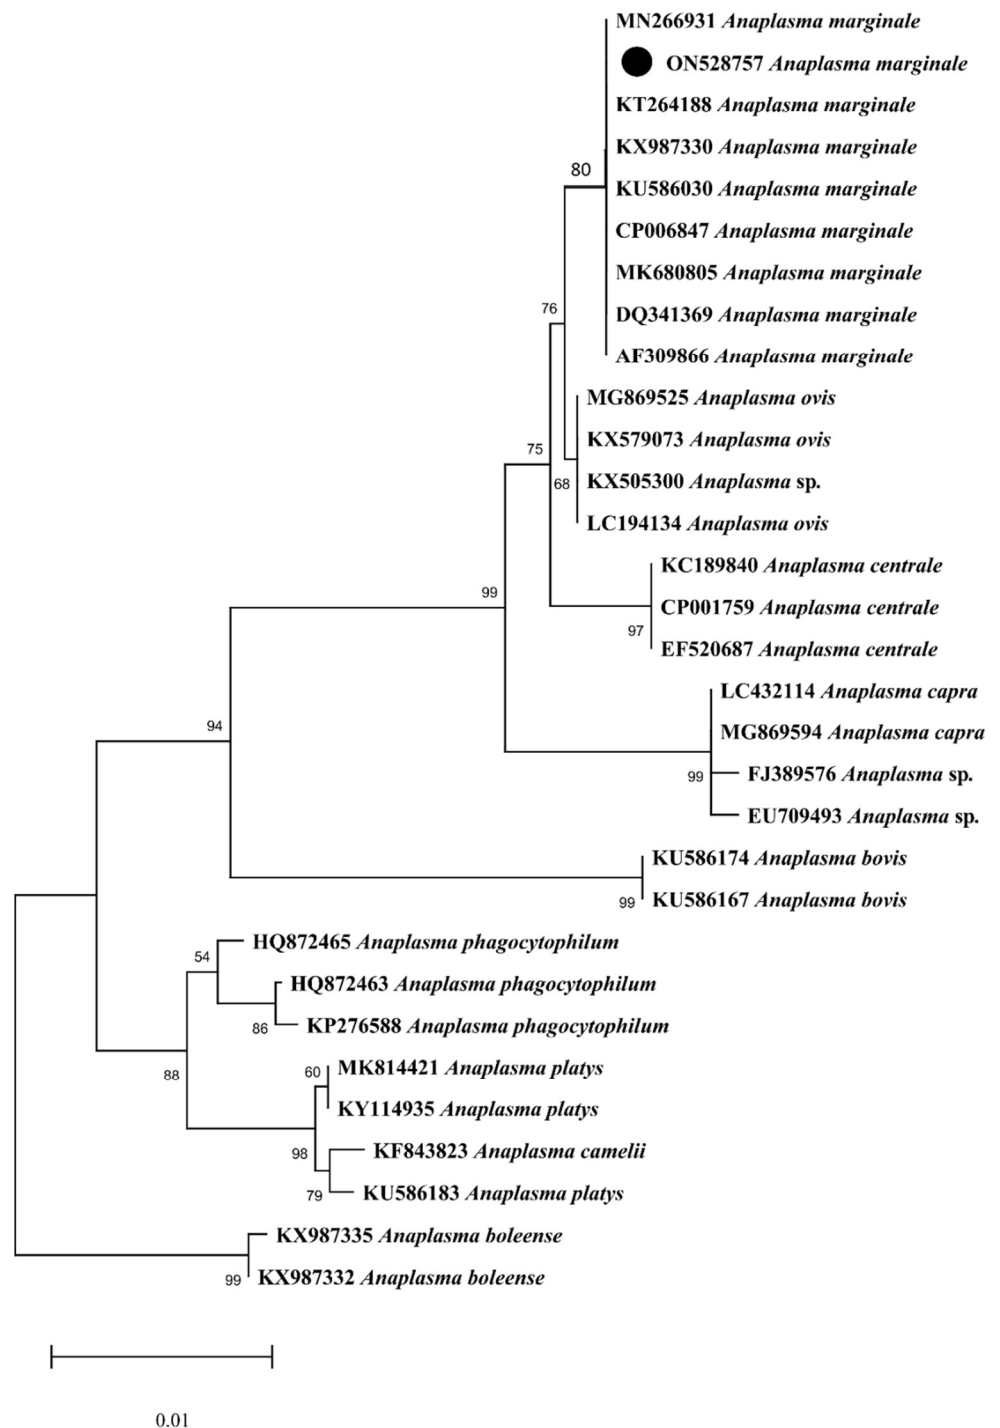 MN266931 Anaplasma marginale
ON528757 Anaplasma marginale
KT264188 Anaplasma marginale
KX987330 Anaplasma marginale
80
KU586030 Anaplasma marginale
CP006847 Anaplasma marginale
MK680805 Anaplasma marginale
76
DQ341369 Anaplasma marginale
AF309866 Anaplasma marginale
MG869525 Anaplasma ovis
KX579073 Anaplasma ovis
75
68
KX505300 Anaplasma sp.
LC194134 Anaplasma ovis
KC189840 Anaplasma centrale
99
CP001759 Anaplasma centrale
97
EF520687 Anaplasma centrale
LC432114 Anaplasma capra
94
MG869594 Anaplasma capra
99
FJ389576 Anaplasma sp.
EU709493 Anaplasma sp.
KU586174 Anaplasma bovis
99
KU586167 Anaplasma bovis
HQ872465 Anaplasma phagocytophilum
54
HQ872463 Anaplasma phagocytophilum
86
KP276588 Anaplasma phagocytophilum
88
60
MK814421 Anaplasma platys
KY114935 Anaplasma platys
98
KF843823 Anaplasma camelii
79
KU586183 Anaplasma platys
KX987335 Anaplasma boleense
99
KX987332 Anaplasma boleense
0.01